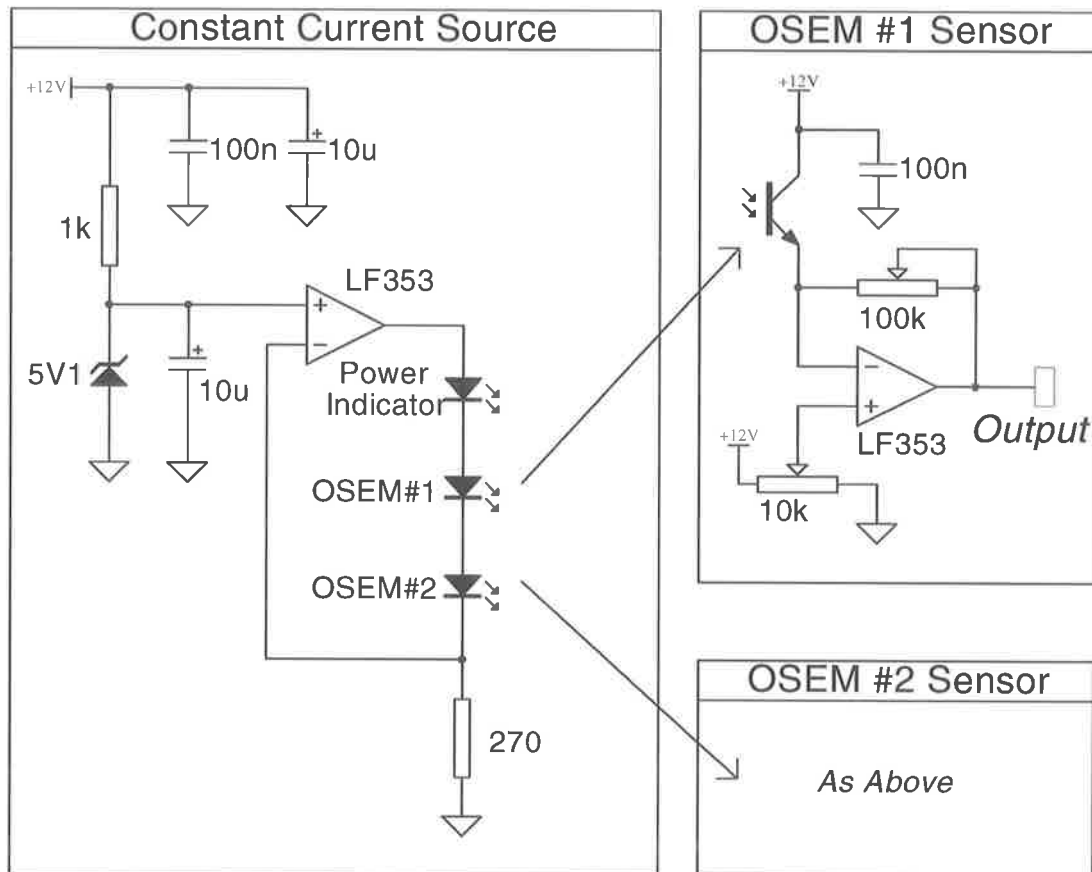 Constant Current Source
+12V
100n
10u
1k
LF353
+
−
5V1
10u
Power
Indicator
OSEM#1
OSEM#2
270
OSEM #1 Sensor
+12V
100n
100k
−
+
LF353
Output
+12V
10k
OSEM #2 Sensor
As Above